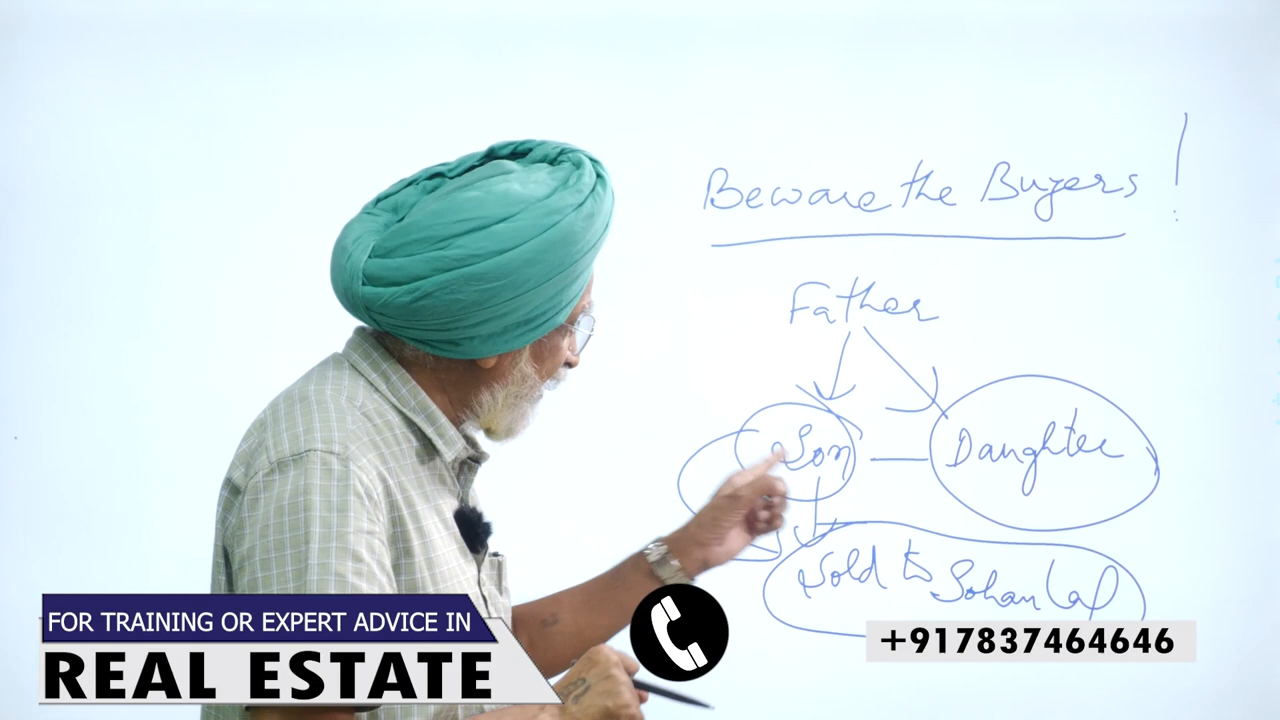 Beware the Buyers !
Father
Son — Daughter
Sold to Sohan Lal
FOR TRAINING OR EXPERT ADVICE IN
REAL ESTATE
+917837464646